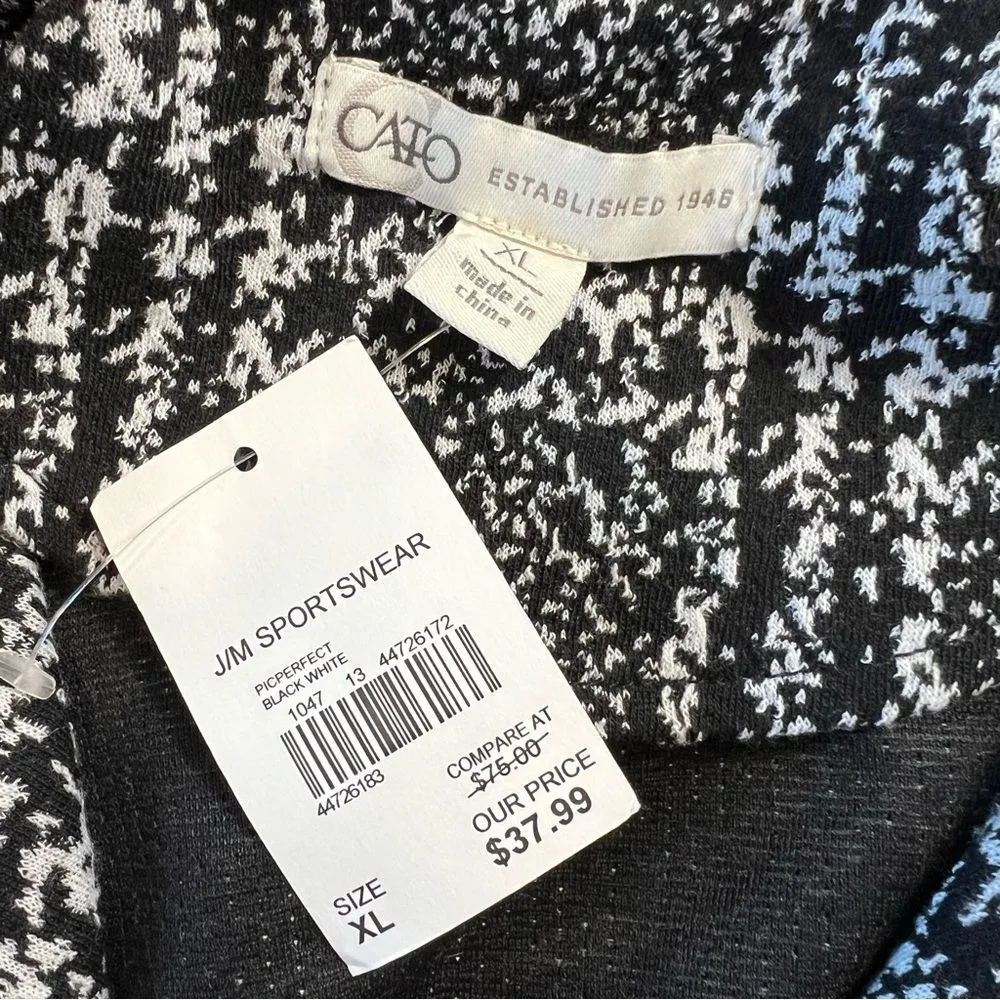 CATO
ESTABLISHED 1946
XL
made in
china
J/M SPORTSWEAR
PICPERFECT
BLACK WHITE
1047 13 44726172
44726183
COMPARE AT
$75.00
OUR PRICE
$37.99
SIZE
XL